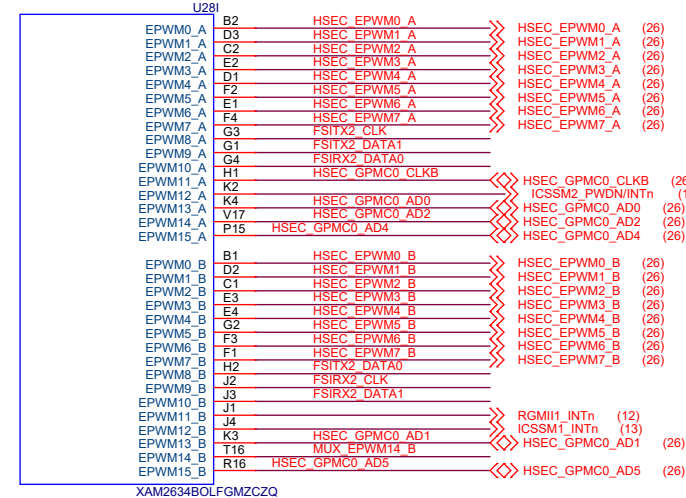 U28I
EPWM0_A B2 HSEC_EPWM0_A HSEC_EPWM0_A (26)
EPWM1_A D3 HSEC_EPWM1_A HSEC_EPWM1_A (26)
EPWM2_A C2 HSEC_EPWM2_A HSEC_EPWM2_A (26)
EPWM3_A E2 HSEC_EPWM3_A HSEC_EPWM3_A (26)
EPWM4_A D1 HSEC_EPWM4_A HSEC_EPWM4_A (26)
EPWM5_A F2 HSEC_EPWM5_A HSEC_EPWM5_A (26)
EPWM6_A E1 HSEC_EPWM6_A HSEC_EPWM6_A (26)
EPWM7_A F4 HSEC_EPWM7_A HSEC_EPWM7_A (26)
EPWM8_A G3 FSITX2_CLK
EPWM9_A G1 FSITX2_DATA1
EPWM10_A G4 FSIRX2_DATA0
EPWM11_A H1 HSEC_GPMC0_CLKB HSEC_GPMC0_CLKB (26
EPWM12_A K2 ICSSM2_PWDN/INTn (1
EPWM13_A K4 HSEC_GPMC0_AD0 HSEC_GPMC0_AD0 (26)
EPWM14_A V17 HSEC_GPMC0_AD2 HSEC_GPMC0_AD2 (26)
EPWM15_A P15 HSEC_GPMC0_AD4 HSEC_GPMC0_AD4 (26)
EPWM0_B B1 HSEC_EPWM0_B HSEC_EPWM0_B (26)
EPWM1_B D2 HSEC_EPWM1_B HSEC_EPWM1_B (26)
EPWM2_B C1 HSEC_EPWM2_B HSEC_EPWM2_B (26)
EPWM3_B E3 HSEC_EPWM3_B HSEC_EPWM3_B (26)
EPWM4_B E4 HSEC_EPWM4_B HSEC_EPWM4_B (26)
EPWM5_B G2 HSEC_EPWM5_B HSEC_EPWM5_B (26)
EPWM6_B F3 HSEC_EPWM6_B HSEC_EPWM6_B (26)
EPWM7_B F1 HSEC_EPWM7_B HSEC_EPWM7_B (26)
EPWM8_B H2 FSITX2_DATA0
EPWM9_B J2 FSIRX2_CLK
EPWM10_B J3 FSIRX2_DATA1
EPWM11_B J1 RGMII1_INTn (12)
EPWM12_B J4 ICSSM1_INTn (13)
EPWM13_B K3 HSEC_GPMC0_AD1 HSEC_GPMC0_AD1 (26)
EPWM14_B T16 MUX_EPWM14_B
EPWM15_B R16 HSEC_GPMC0_AD5 HSEC_GPMC0_AD5 (26)
XAM2634BOLFGMZCZQ